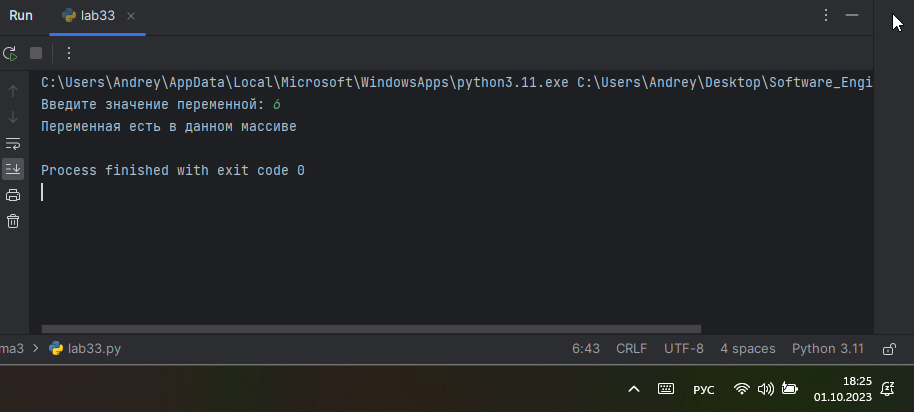 Run
lab33
C:\Users\Andrey\AppData\Local\Microsoft\WindowsApps\python3.11.exe C:\Users\Andrey\Desktop\Software_Engi
Введите значение переменной: 6
Переменная есть в данном массиве
Process finished with exit code 0
ma3 > lab33.py
6:43 CRLF UTF-8 4 spaces Python 3.11
РУС
18:25
01.10.2023